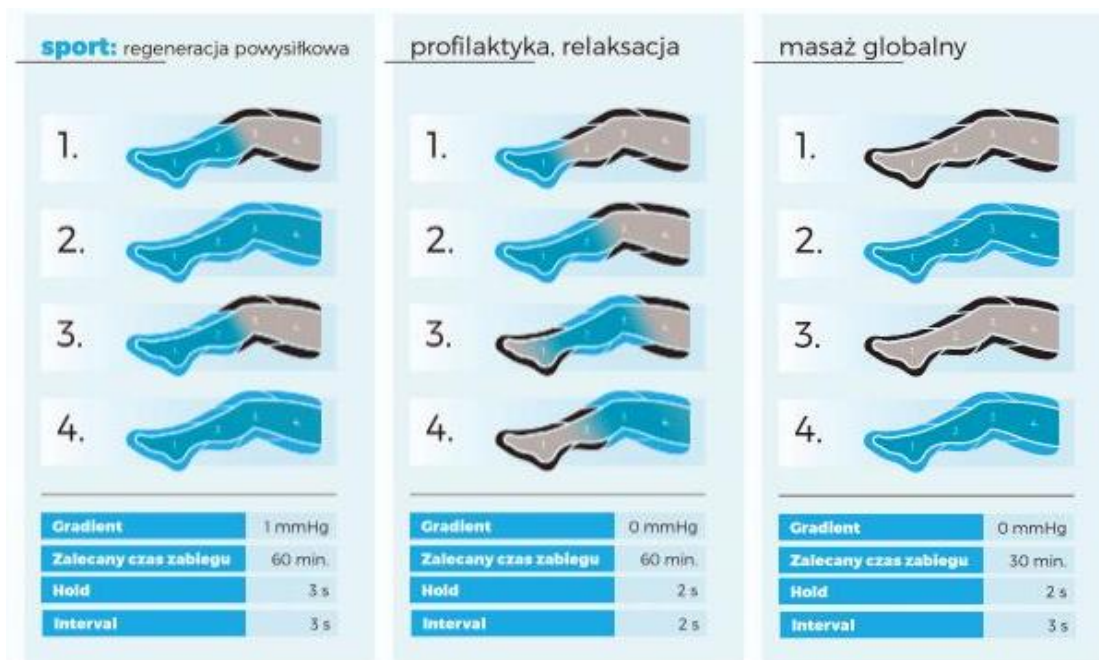 sport: regeneracja powysiłkowa
1.
2.
3.
4.
Gradient 1 mmHg
Zalecany czas zabiegu 60 min.
Hold 3 s
Interval 3 s
profilaktyka, relaksacja
1.
2.
3.
4.
Gradient 0 mmHg
Zalecany czas zabiegu 60 min.
Hold 2 s
Interval 2 s
masaż globalny
1.
2.
3.
4.
Gradient 0 mmHg
Zalecany czas zabiegu 30 min.
Hold 2 s
Interval 3 s